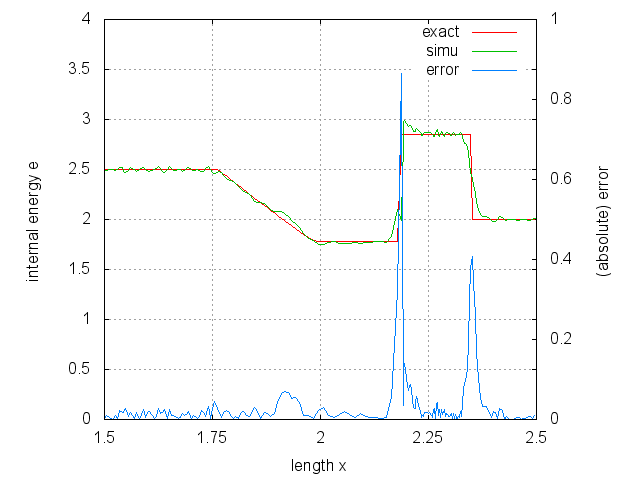 4
3.5
3
2.5
2
1.5
1
0.5
0
internal energy e
1
0.8
0.6
0.4
0.2
0
(absolute) error
exact
simu
error
1.5 1.75 2 2.25 2.5
length x